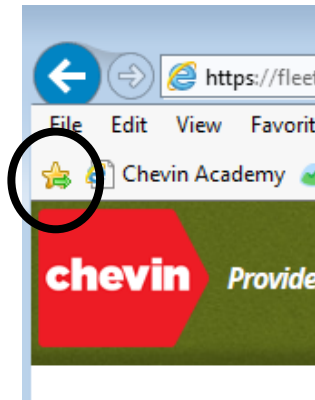 https://fleet
File Edit View Favorit
Chevin Academy
chevin Provide